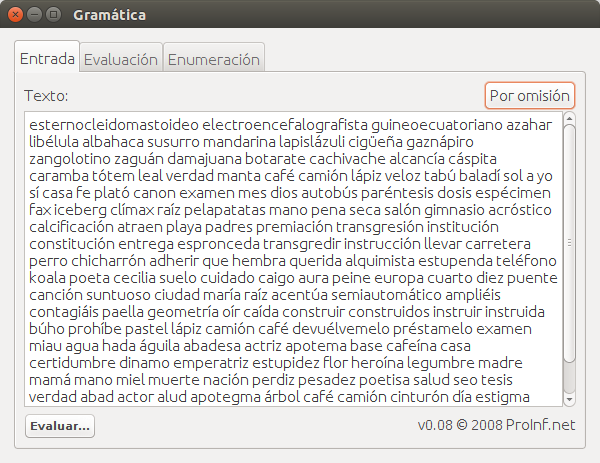 Gramática
Entrada
Evaluación
Enumeración
Texto:
Por omisión
esternocleidomastoideo electroencefalografista guineoecuatoriano azahar
libélula albahaca susurro mandarina lapislázuli cigüeña gaznápiro
zangolotino zaguán damajuana botarate cachivache alcancía cáspita
caramba tótem leal verdad manta café camión lápiz veloz tabú baladí sol a yo
sí casa fe plató canon examen mes dios autobús paréntesis dosis espécimen
fax iceberg clímax raíz pelapatatas mano pena seca salón gimnasio acróstico
calcificación atraen playa padres premiación transgresión institución
constitución entrega espronceda transgredir instrucción llevar carretera
perro chicharrón adherir que hembra querida alquimista estupenda teléfono
koala poeta cecilia suelo cuidado caigo aura peine europa cuarto diez puente
canción suntuoso ciudad maría raíz acentúa semiautomático ampliéis
contagiáis paella geometría oír caída construir construidos instruir instruida
búho prohíbe pastel lápiz camión café devuélvemelo préstamelo examen
miau agua hada águila abadesa actriz apotema base cafeína casa
certidumbre dinamo emperatriz estupidez flor heroína legumbre madre
mamá mano miel muerte nación perdiz pesadez poetisa salud seo tesis
verdad abad actor alud apotegma árbol café camión cinturón día estigma
Evaluar...
v0.08 © 2008 ProInf.net